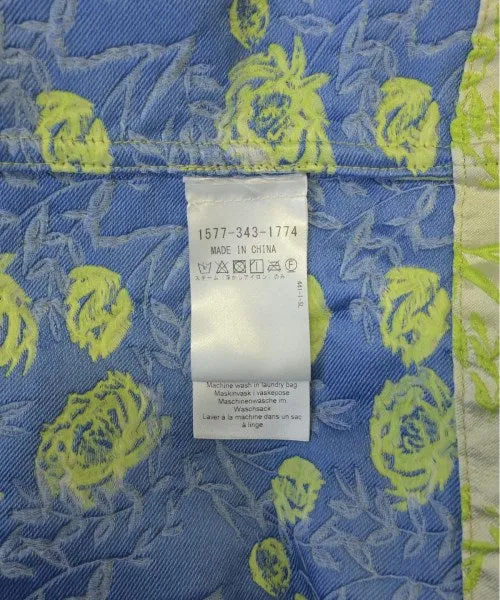 1577-343-1774
MADE IN CHINA
Machine wash in laundry bag
Maskinvask i vaskepose
Maschinenwäsche im
Waschsack
Laver à la machine dans un sac
à linge